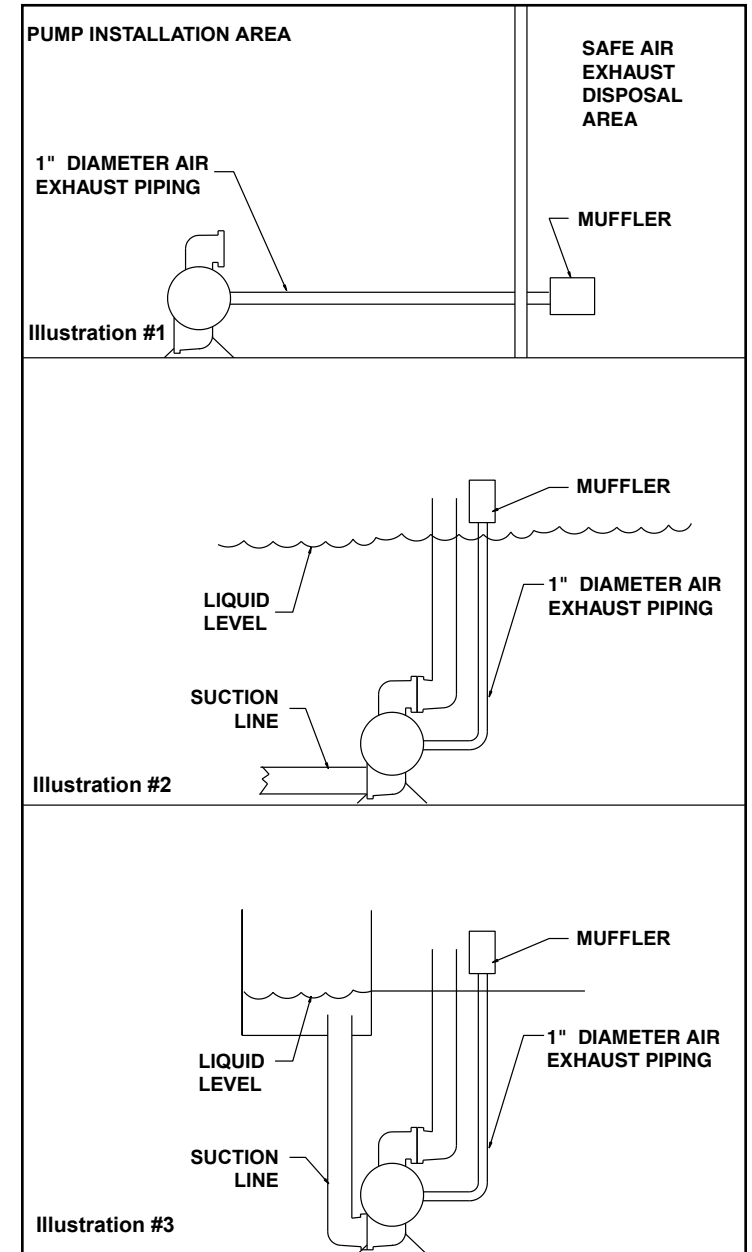 PUMP INSTALLATION AREA
SAFE AIR
EXHAUST
DISPOSAL
AREA
1" DIAMETER AIR
EXHAUST PIPING
MUFFLER
Illustration #1
MUFFLER
LIQUID
LEVEL
1" DIAMETER AIR
EXHAUST PIPING
SUCTION
LINE
Illustration #2
MUFFLER
LIQUID
LEVEL
1" DIAMETER AIR
EXHAUST PIPING
SUCTION
LINE
Illustration #3